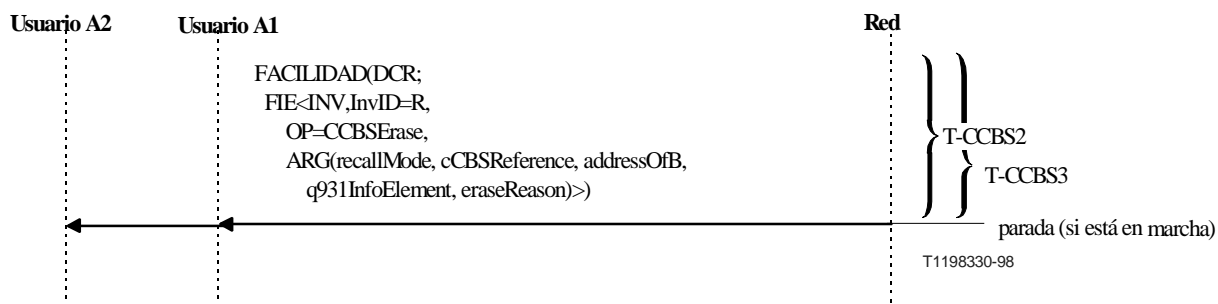 Usuario A2 Usuario A1 Red
FACILIDAD(DCR;
FIE<INV,InvID=R,
OP=CCBSErase,
ARG(recallMode, cCBSReference, addressOfB,
q931InfoElement, eraseReason)>)
T-CCBS2
T-CCBS3
parada (si está en marcha)
T1198330-98